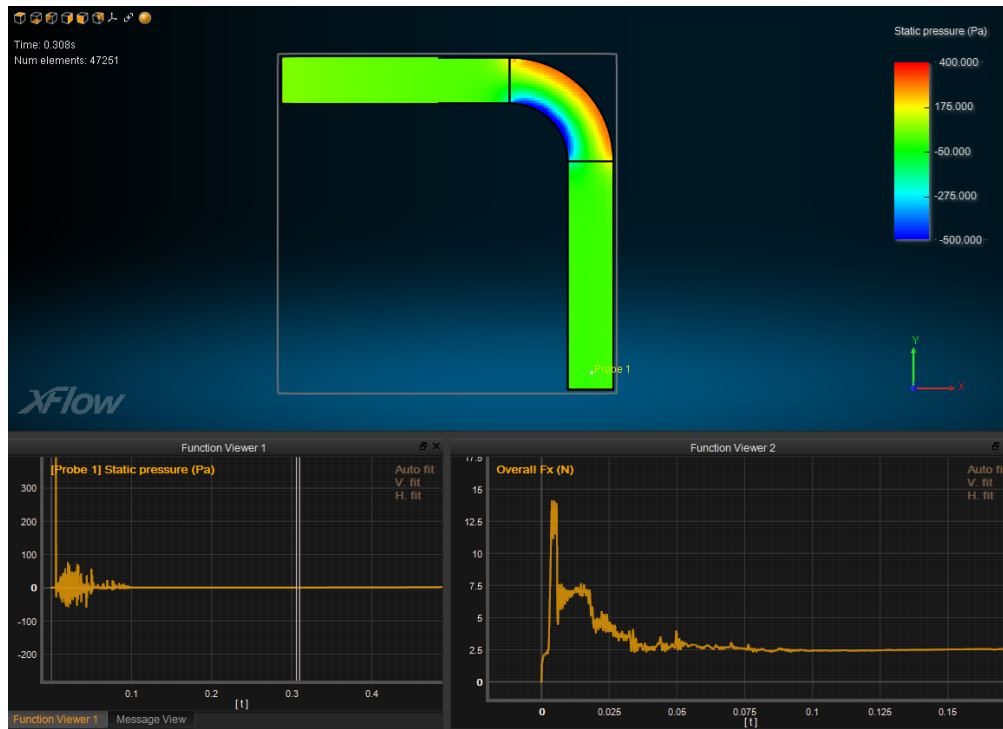 Time: 0.308s
Num elements: 47251
Static pressure (Pa)
400.000
175.000
-50.000
-275.000
-500.000
Probe 1
Y
X
XFlow
Function Viewer 1
Function Viewer 2
[Probe 1] Static pressure (Pa)
Auto fit
V. fit
H. fit
300
200
100
0
-100
-200
0.1
0.2
0.3
0.4
[t]
Overall Fx (N)
Auto fi
V. fit
H. fit
17.5
15
12.5
10
7.5
5
2.5
0
0
0.025
0.05
0.075
0.1
0.125
0.15
[t]
Function Viewer 1
Message View